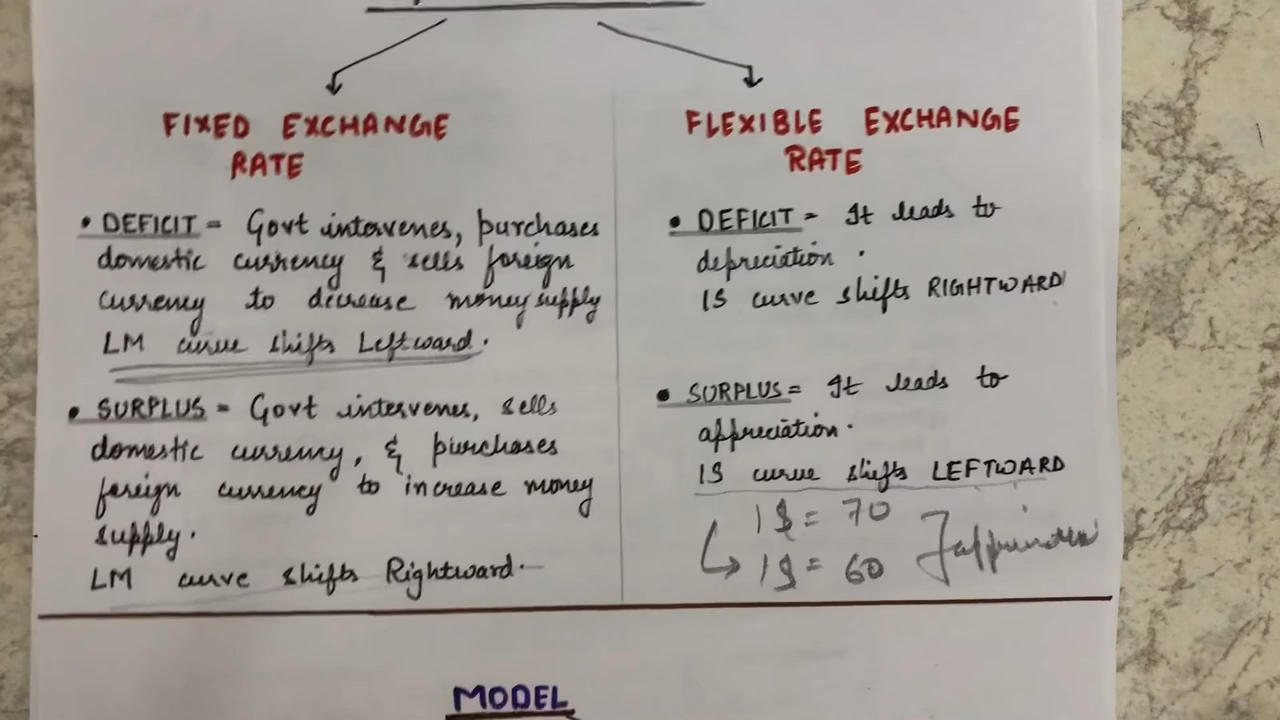 FIXED EXCHANGE
RATE
• DEFICIT = Govt intervenes, purchases
domestic currency & sells foreign
currency to decrease money supply
LM curve shifts Leftward.
• SURPLUS = Govt intervenes, sells
domestic currency, & purchases
foreign currency to increase money
supply.
LM curve shifts Rightward.
FLEXIBLE EXCHANGE
RATE
• DEFICIT = It leads to
depreciation.
IS curve shifts RIGHTWARD
• SURPLUS = It leads to
appreciation.
IS curve shifts LEFTWARD
1$ = 70
1$ = 60
MODEL